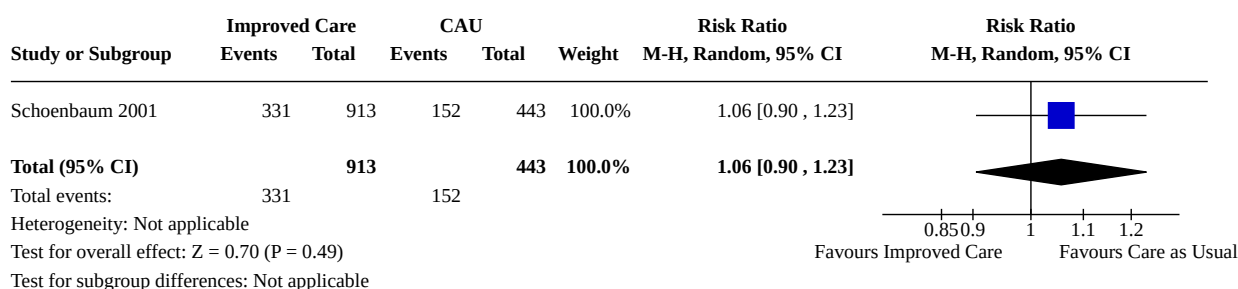 Improved Care CAU Risk Ratio Risk Ratio
Study or Subgroup Events Total Events Total Weight M-H, Random, 95% CI M-H, Random, 95% CI
Schoenbaum 2001 331 913 152 443 100.0% 1.06 [0.90 , 1.23]
Total (95% CI) 913 443 100.0% 1.06 [0.90 , 1.23]
Total events: 331 152
Heterogeneity: Not applicable
0.85 0.9 1 1.1 1.2
Test for overall effect: Z = 0.70 (P = 0.49) Favours Improved Care Favours Care as Usual
Test for subgroup differences: Not applicable